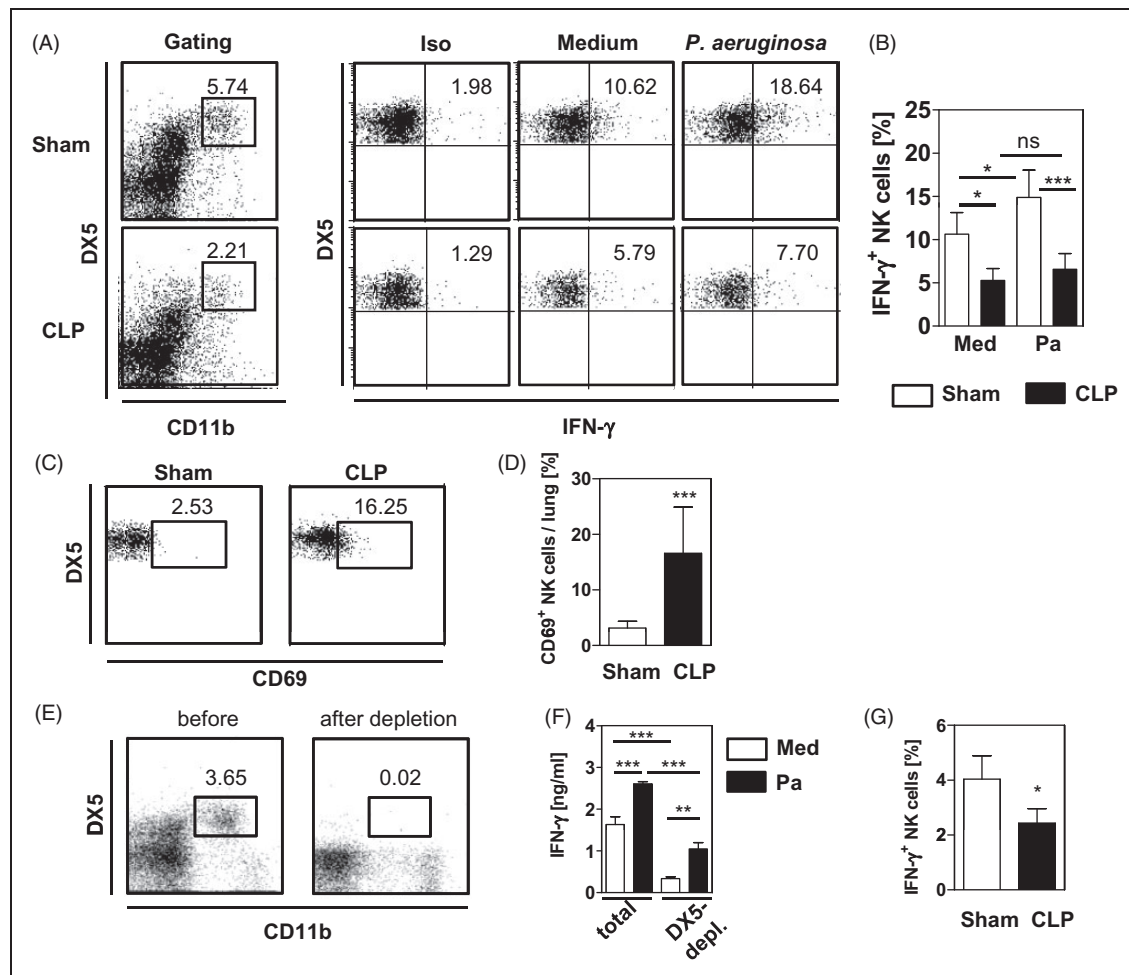 (A)
Gating
Iso
Medium
P. aeruginosa
(B)
Sham
DX5
5.74
1.98
10.62
18.64
CLP
2.21
DX5
1.29
5.79
7.70
CD11b
IFN-γ
IFN-γ+ NK cells [%]
25
20
15
10
5
0
ns
*
*
***
Med
Pa
Sham
CLP
(C)
Sham
CLP
2.53
16.25
DX5
CD69
(D)
CD69+ NK cells / lung [%]
30
20
10
0
***
Sham CLP
(E)
before
after depletion
3.65
0.02
DX5
CD11b
(F)
IFN-γ [ng/ml]
4
3
2
1
0
***
***
***
**
total
DX5-
depl.
Med
Pa
(G)
IFN-γ+ NK cells [%]
6
4
2
0
*
Sham CLP